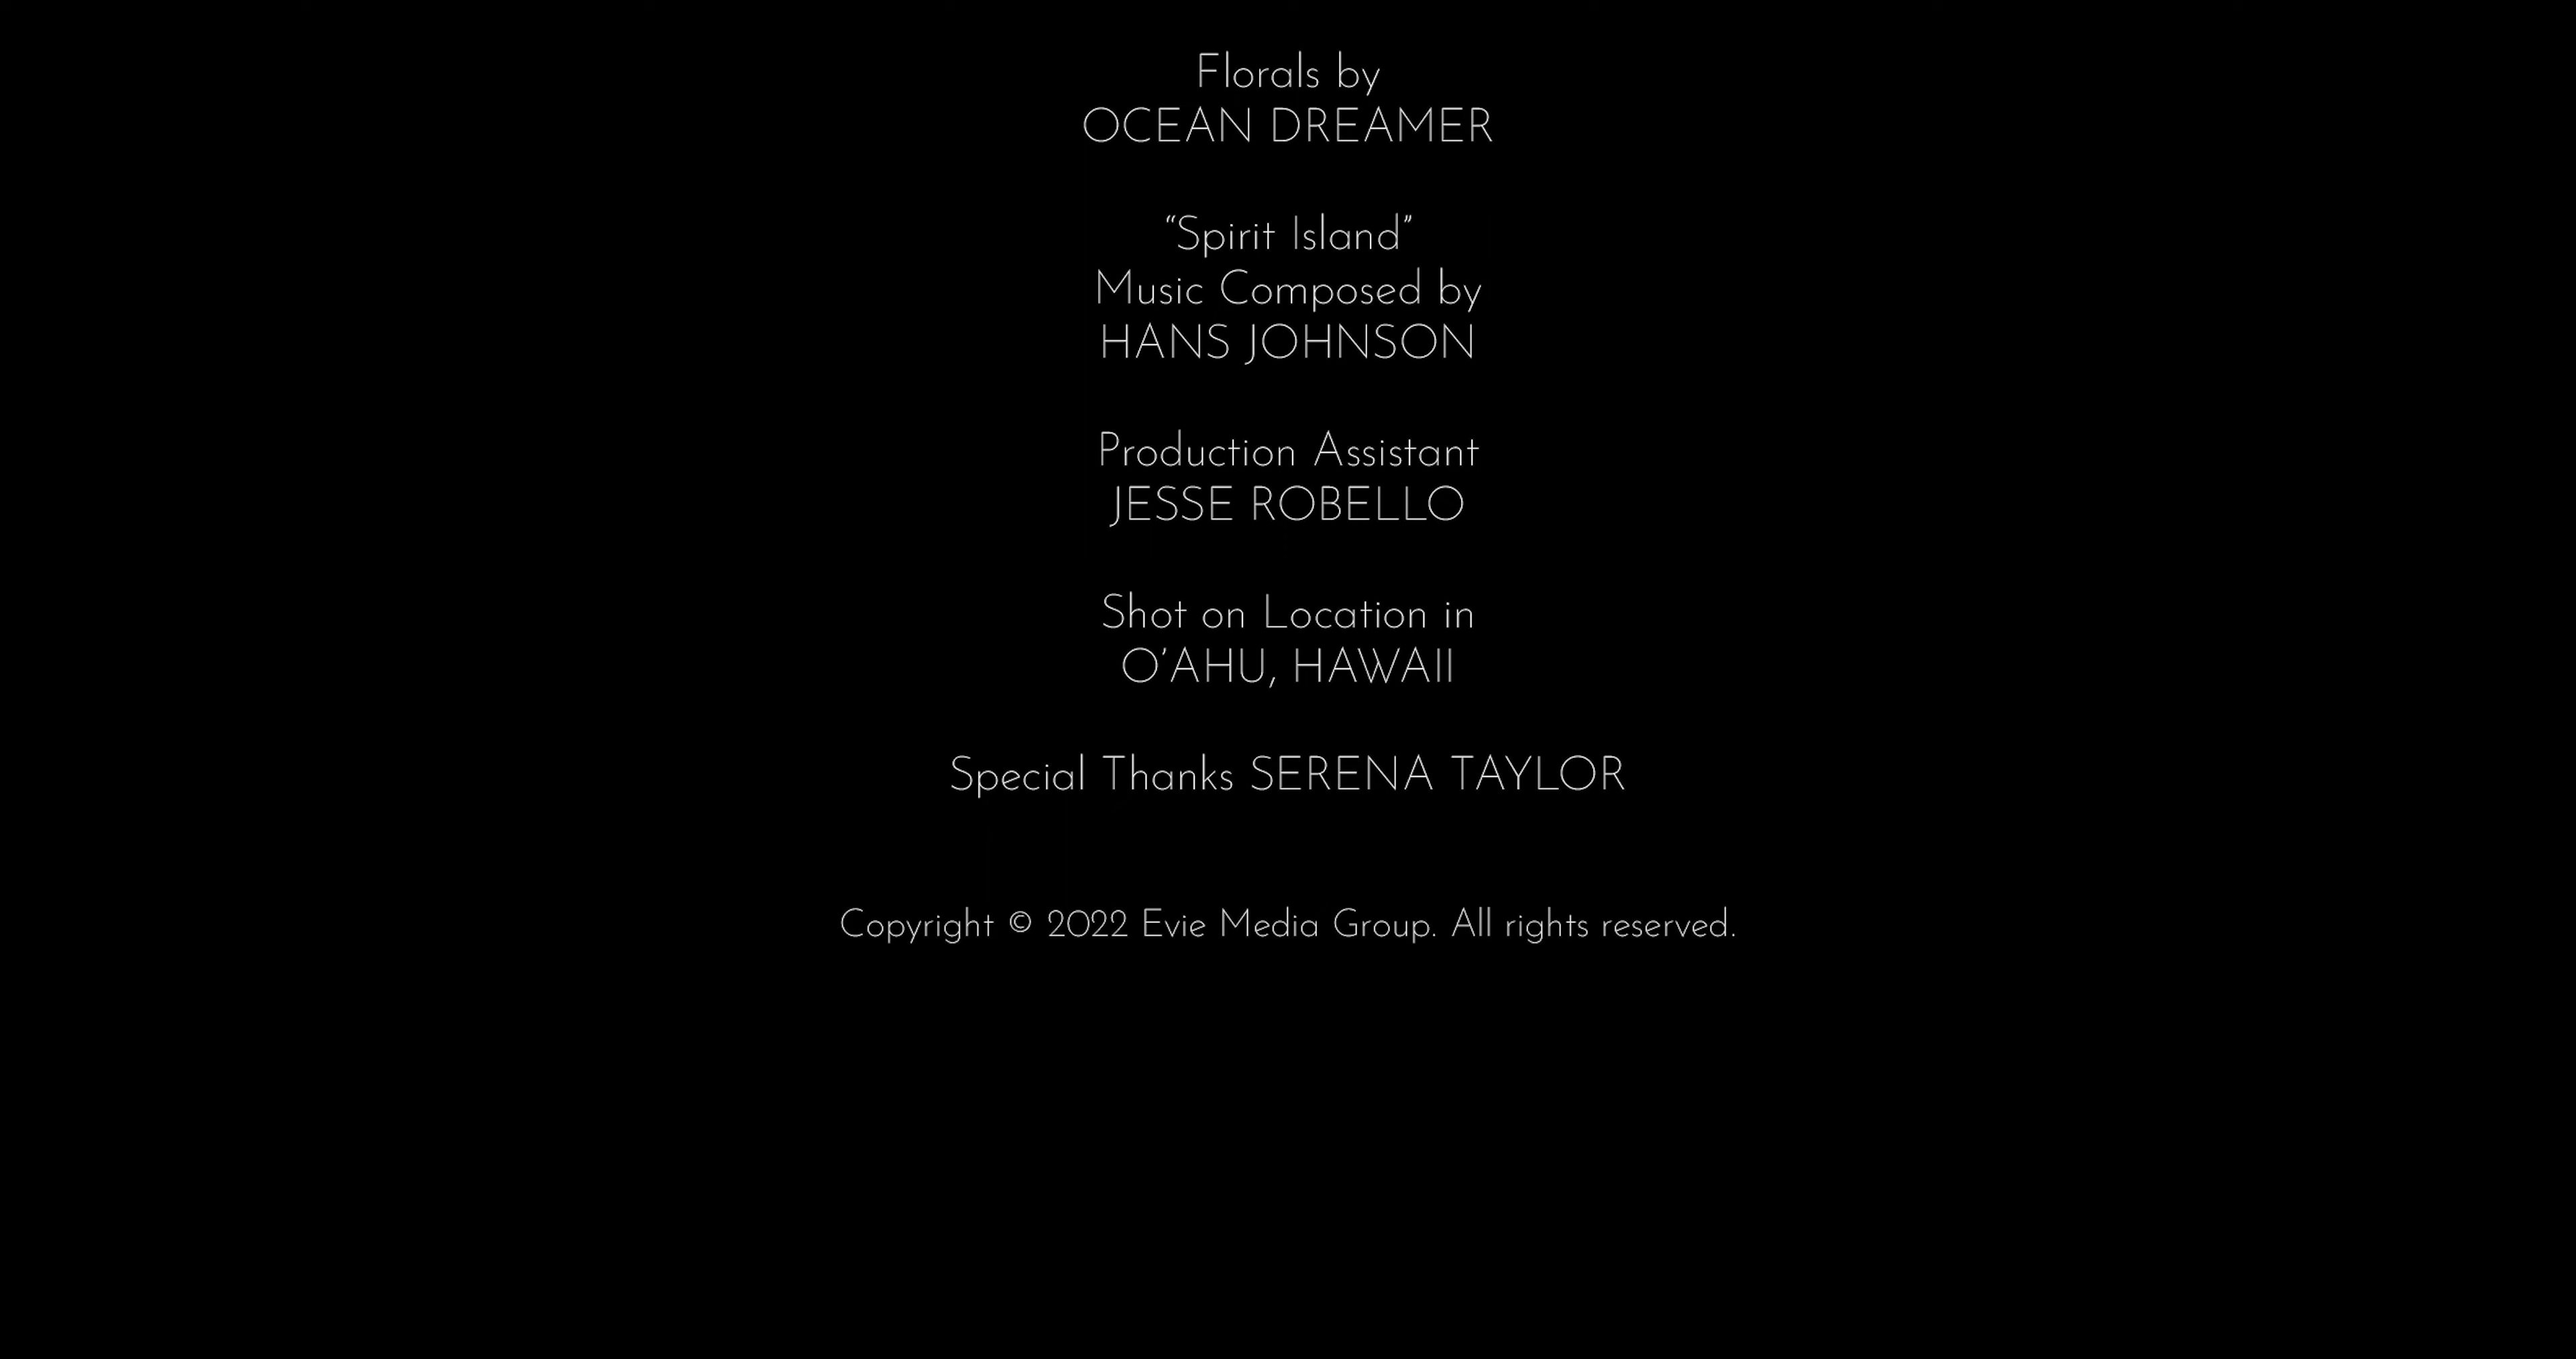 Florals by
OCEAN DREAMER
“Spirit Island”
Music Composed by
HANS JOHNSON
Production Assistant
JESSE ROBELLO
Shot on Location in
O’AHU, HAWAII
Special Thanks SERENA TAYLOR
Copyright © 2022 Evie Media Group. All rights reserved.